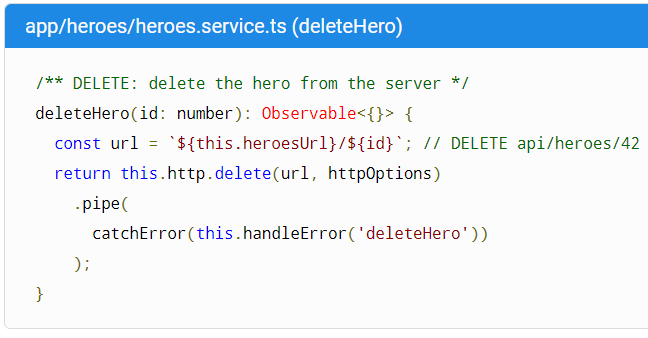 app/heroes/heroes.service.ts (deleteHero)
/** DELETE: delete the hero from the server */
deleteHero(id: number): Observable<{}> {
  const url = `${this.heroesUrl}/${id}`; // DELETE api/heroes/42
  return this.http.delete(url, httpOptions)
    .pipe(
      catchError(this.handleError('deleteHero'))
    );
}